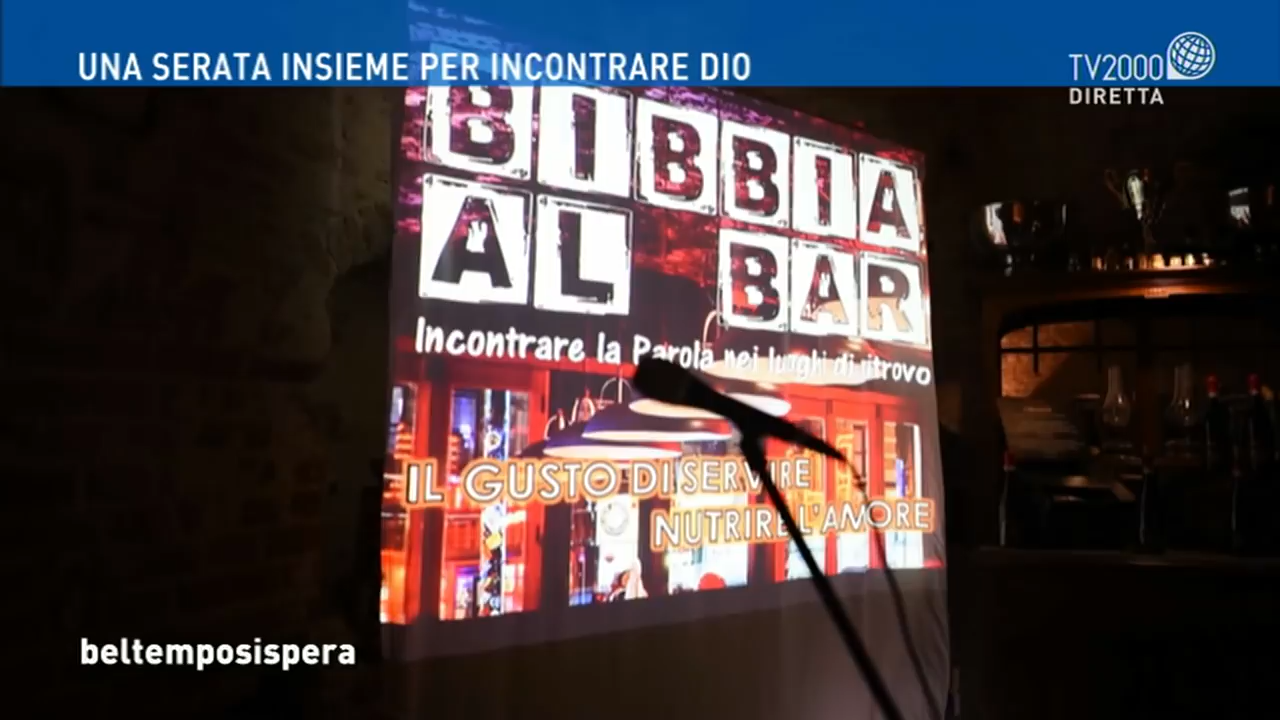 UNA SERATA INSIEME PER INCONTRARE DIO
TV2000
DIRETTA
BIBBIA
AL BAR
Incontrare la Parola nei luoghi di ritrovo
IL GUSTO DI SERVIRE
NUTRIRE L'AMORE
beltemposispera